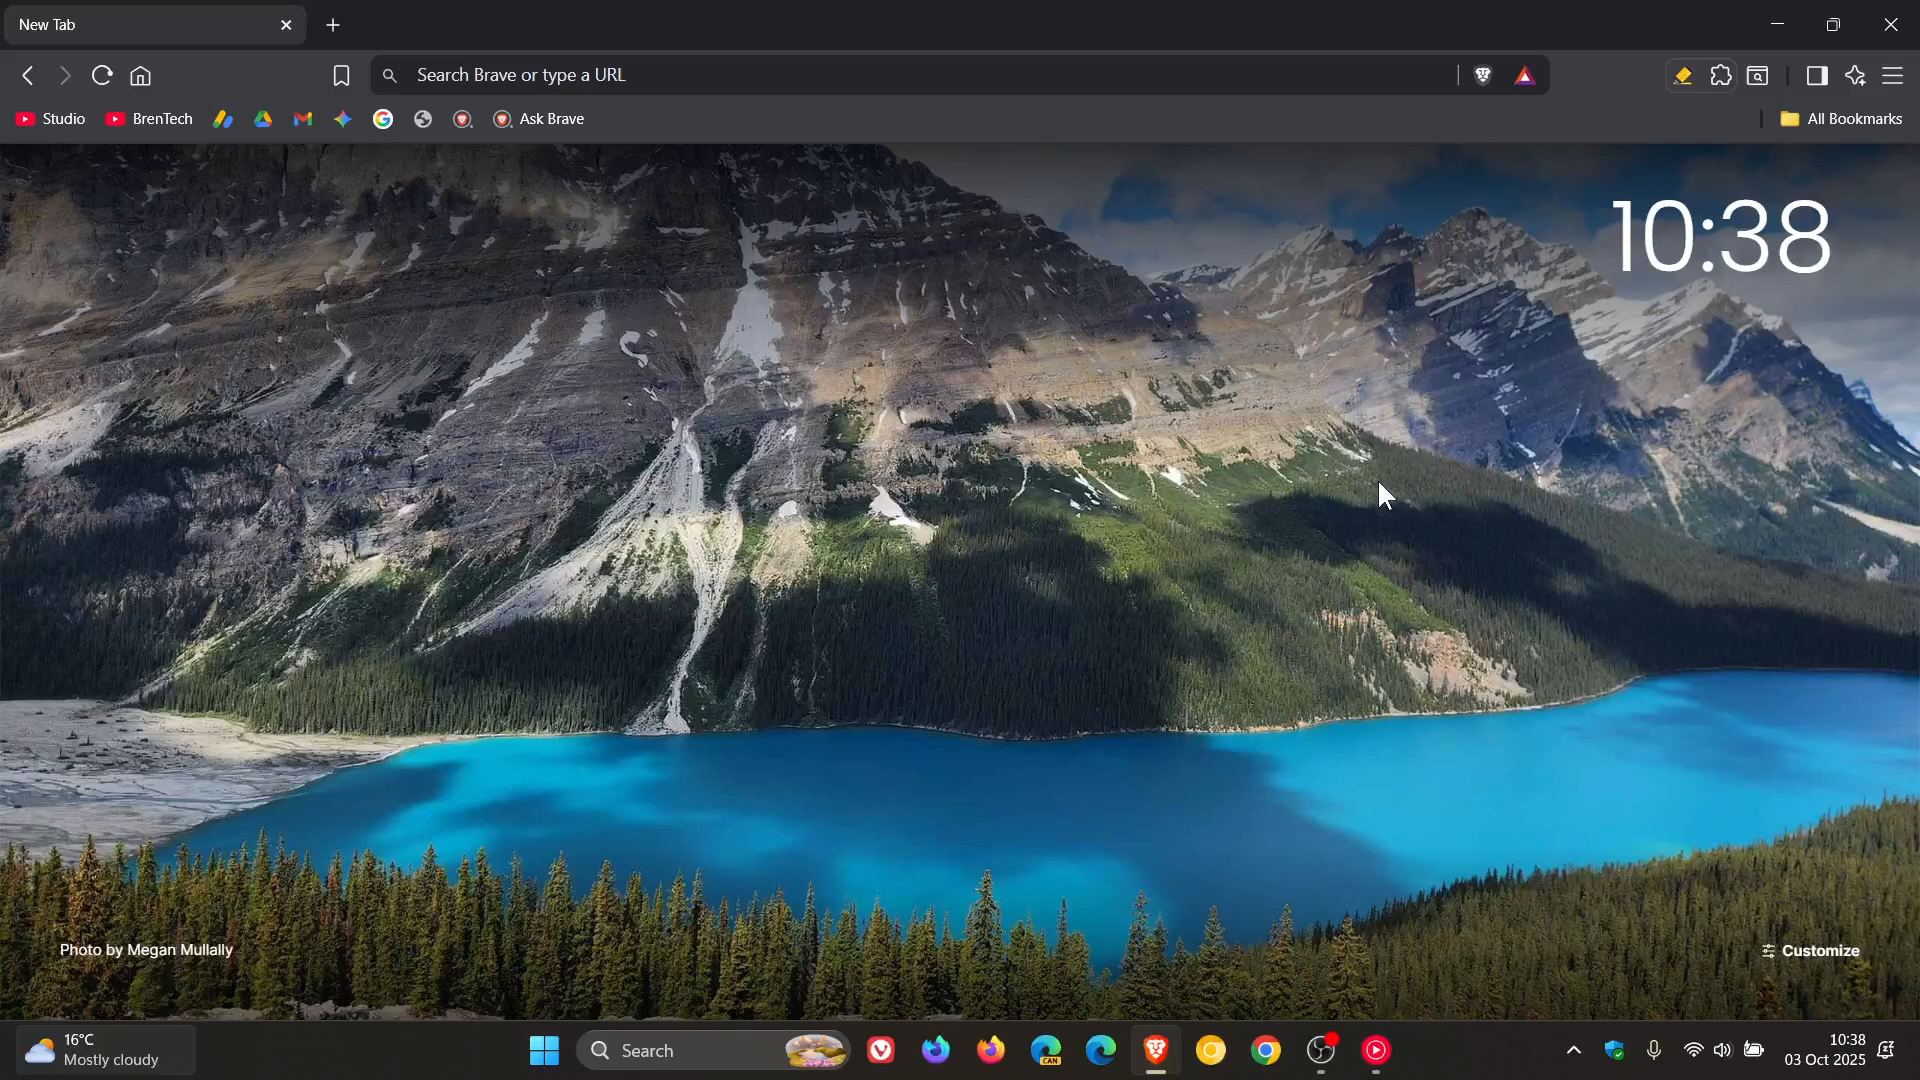 New Tab
Search Brave or type a URL
Studio
BrenTech
Ask Brave
All Bookmarks
10:38
Photo by Megan Mullally
Customize
16°C
Mostly cloudy
Search
CAN
10:38
03 Oct 2025